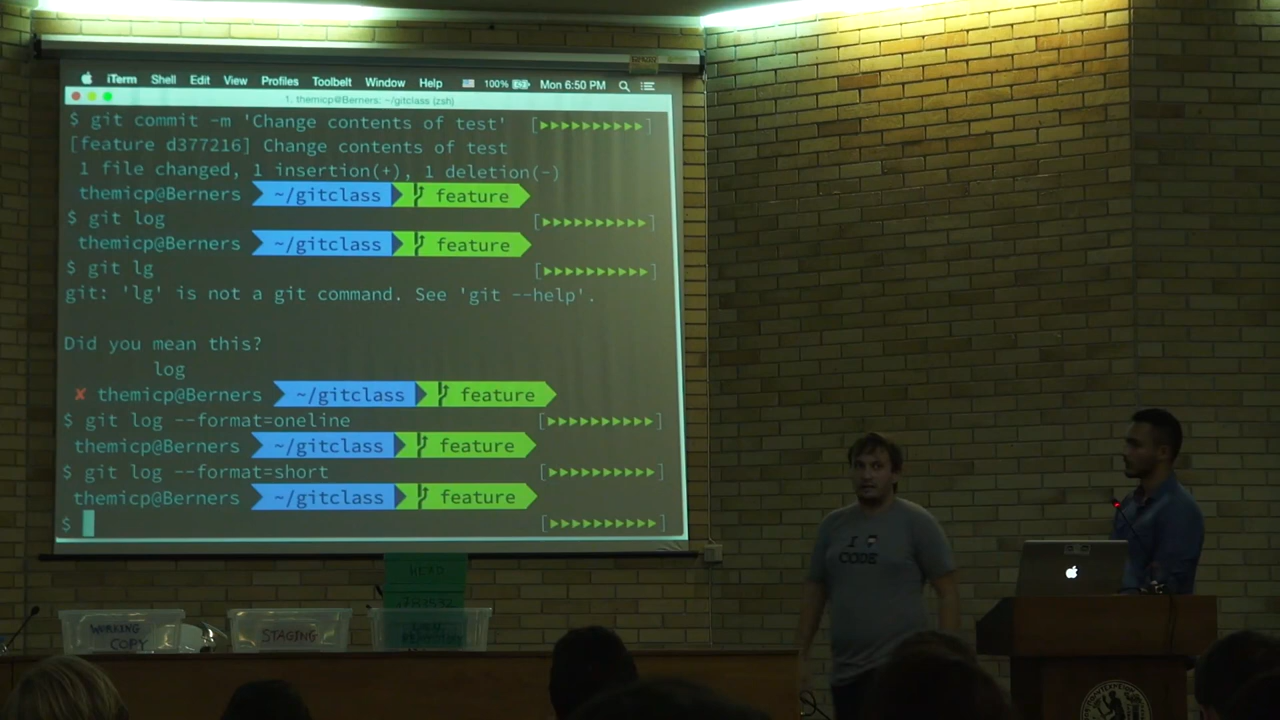 iTerm Shell Edit View Profiles Toolbelt Window Help 100% Mon 6:50 PM
1. themicp@Berners: ~/gitclass (zsh)
$ git commit -m 'Change contents of test'
[feature d377216] Change contents of test
1 file changed, 1 insertion(+), 1 deletion(-)
themicp@Berners ~/gitclass feature
$ git log
themicp@Berners ~/gitclass feature
$ git lg
git: 'lg' is not a git command. See 'git --help'.
Did you mean this?
log
✘ themicp@Berners ~/gitclass feature
$ git log --format=oneline
themicp@Berners ~/gitclass feature
$ git log --format=short
themicp@Berners ~/gitclass feature
$
I
CODE
HEAD
WORKING
COPY
STAGING